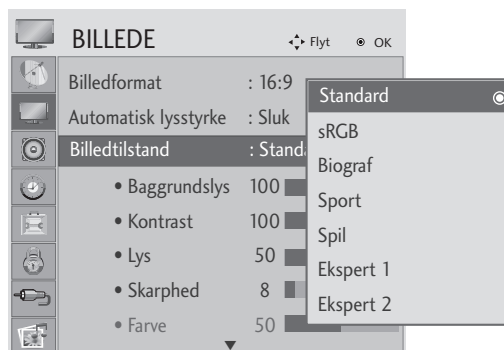 BILLEDE Flyt OK
Billedformat : 16:9
Automatisk lysstyrke : Sluk
Billedtilstand : Stand
• Baggrundslys 100
• Kontrast 100
• Lys 50
• Skarphed 8
• Farve 50
Standard
sRGB
Biograf
Sport
Spil
Ekspert 1
Ekspert 2